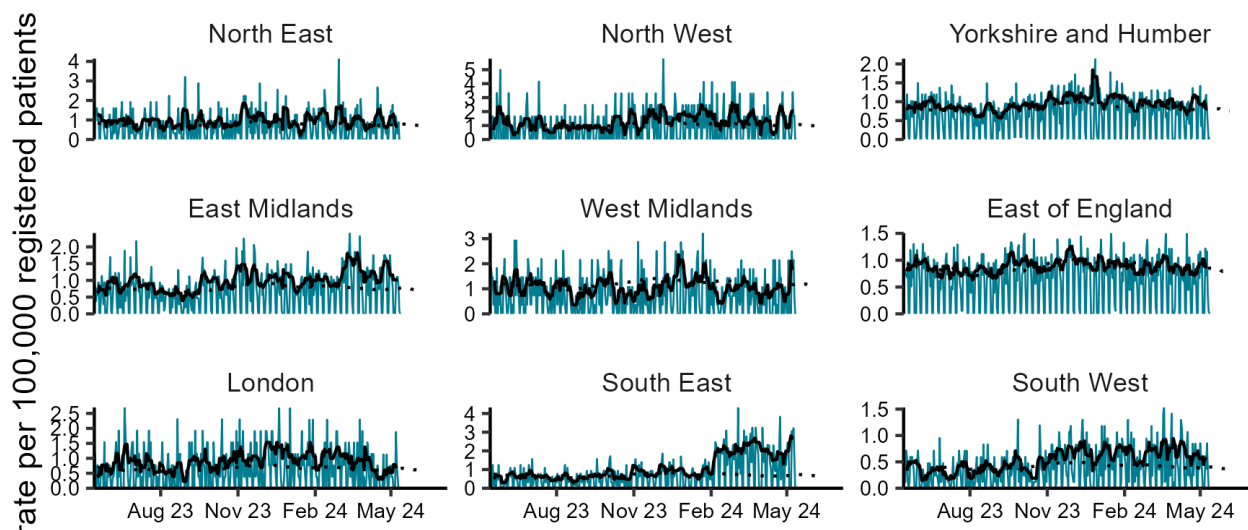 rate per 100,000 registered patients
North East North West Yorkshire and Humber
4 3 2 1 0
5 4 3 3 2 1 0
2.0 1.5 1.0 0.5 0.0
East Midlands West Midlands East of England
2.0 1.5 1.0 0.5 0.0
3 2 1 0
1.5 1.0 0.5 0.0
London South East South West
2.5 2.0 1.5 1.0 0.5 0.0
4 3 2 1 0
1.5 1.0 0.5 0.0
Aug 23 Nov 23 Feb 24 May 24 Aug 23 Nov 23 Feb 24 May 24 Aug 23 Nov 23 Feb 24 May 24